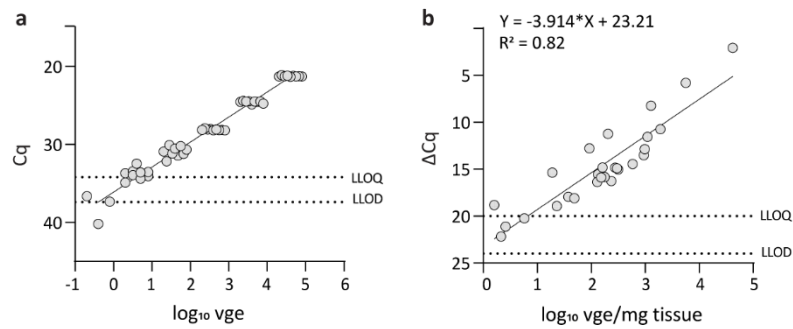 a
20
30
40
Cq
LLOQ
LLOD
-1 0 1 2 3 4 5 6
log₁₀ vge
b
Y = -3.914*X + 23.21
R² = 0.82
5
10
15
20
25
ΔCq
LLOQ
LLOD
0 1 2 3 4 5
log₁₀ vge/mg tissue